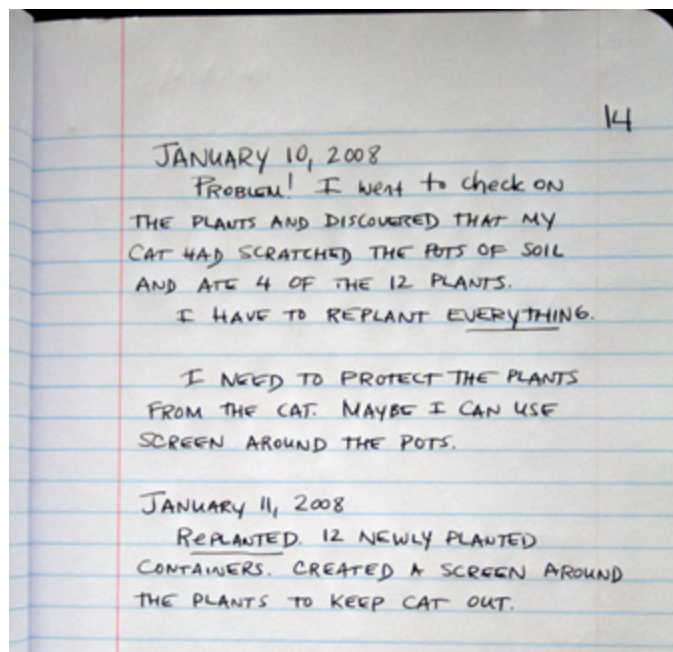 14
JANUARY 10, 2008
PROBLEM! I went to check ON
THE PLANTS AND DISCOVERED THAT MY
CAT HAD SCRATCHED THE POTS OF SOIL
AND ATE 4 OF THE 12 PLANTS.
I HAVE TO REPLANT EVERYTHING.
I NEED TO PROTECT THE PLANTS
FROM THE CAT. MAYBE I CAN USE
SCREEN AROUND THE POTS.
JANUARY 11, 2008
REPLANTED. 12 NEWLY PLANTED
CONTAINERS. CREATED A SCREEN AROUND
THE PLANTS TO KEEP CAT OUT.